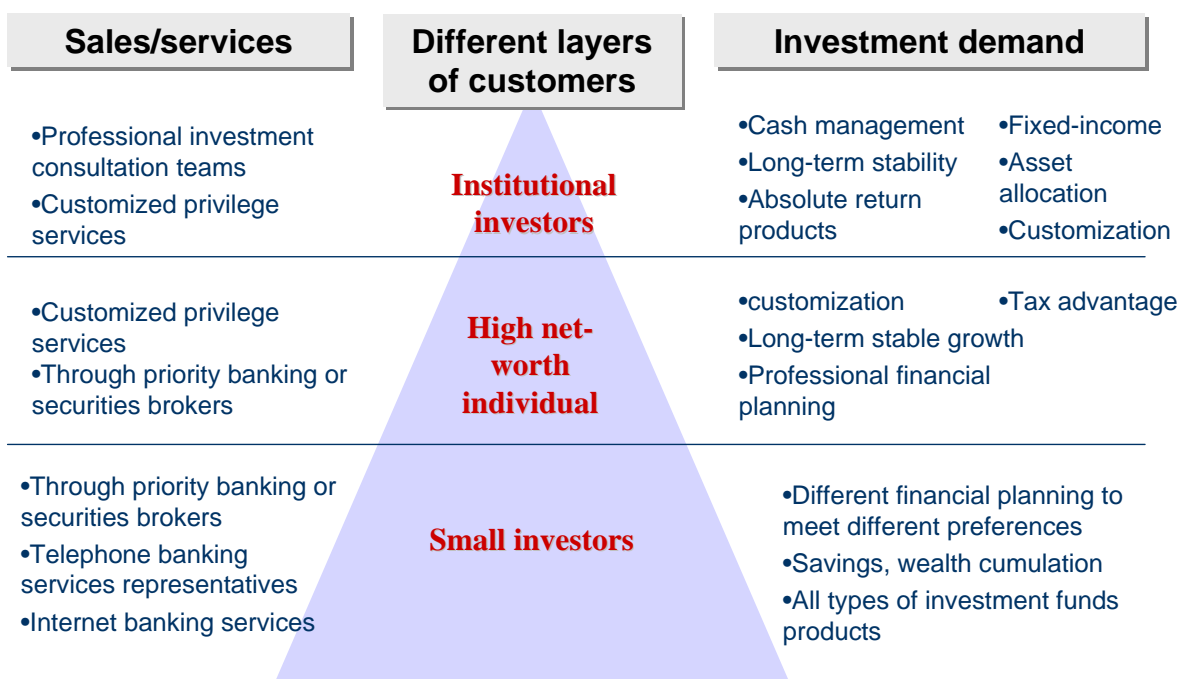 Sales/services
Different layers
of customers
Investment demand
•Professional investment
consultation teams
•Customized privilege
services
Institutional
investors
•Cash management
•Long-term stability
•Absolute return
products
•Fixed-income
•Asset
allocation
•Customization
•Customized privilege
services
•Through priority banking or
securities brokers
High net-
worth
individual
•customization
•Tax advantage
•Long-term stable growth
•Professional financial
planning
•Through priority banking or
securities brokers
•Telephone banking
services representatives
•Internet banking services
Small investors
•Different financial planning to
meet different preferences
•Savings, wealth cumulation
•All types of investment funds
products